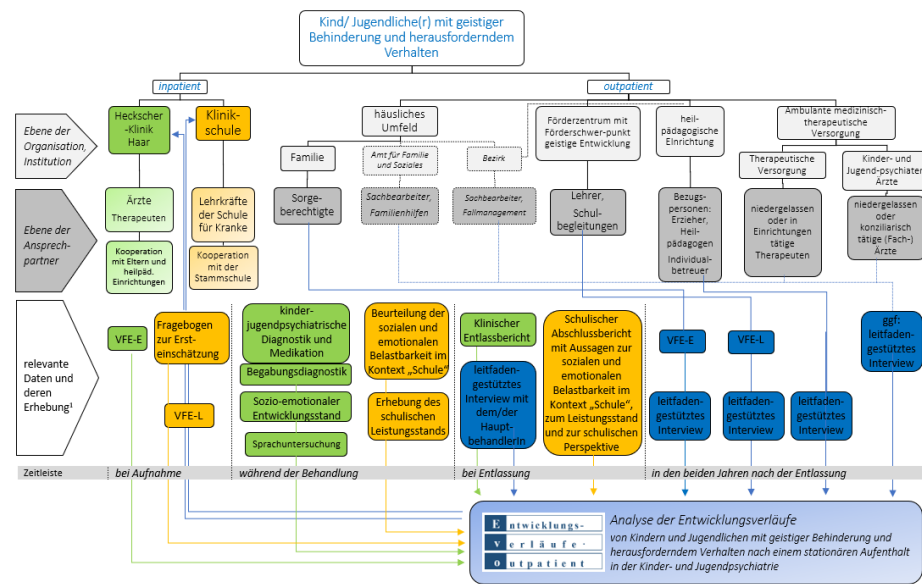 Kind/ Jugendliche(r) mit geistiger
Behinderung und herausforderndem
Verhalten
inpatient
outpatient
Ebene der
Organisation,
Institution
Heckscher
-Klinik
Haar
Klinik-
schule
häusliches
Umfeld
Familie
Amt für Familie
und Soziales
Bezirk
Förderzentrum mit
Förderschwer-punkt
geistige Entwicklung
heil-
pädagogische
Einrichtung
Ambulante medizinisch-
therapeutische
Versorgung
Therapeutische
Versorgung
Kinder- und
Jugend-psychiater
Ärzte
Ebene der
Ansprech-
partner
Ärzte
Therapeuten
Kooperation
mit Eltern und
heilpäd.
Einrichtungen
Lehrkräfte
der Schule
für Kranke
Kooperation
mit der
Stammschule
Sorge-
berechtigte
Sachbearbeiter,
Familienhilfen
Sachbearbeiter,
Fallmanagement
Lehrer,
Schul-
begleitungen
Bezugs-
personen:
Erzieher,
Heil-
pädagogen
Individual-
betreuer
niedergelassen
oder in
Einrichtungen
tätige
Therapeuten
niedergelassen
oder
konziliarisch
tätige (Fach-)
Ärzte
relevante
Daten und
deren
Erhebung¹
VFE-E
Fragebogen
zur Erst-
einschätzung
VFE-L
kinder-
jugendpsychiatrische
Diagnostik und
Medikation
Begabungsdiagnostik
Sozio-emotionaler
Entwicklungsstand
Sprachuntersuchung
Beurteilung der
sozialen und
emotionalen
Belastbarkeit im
Kontext „Schule“
Erhebung des
schulischen
Leistungsstands
Klinischer
Entlassbericht
leitfaden-
gestütztes
Interview mit
dem/der
Haupt-
behandlerIn
Schulischer
Abschlussbericht
mit Aussagen zur
sozialen und
emotionalen
Belastbarkeit im
Kontext „Schule“,
zum Leistungsstand
und zur schulischen
Perspektive
VFE-E
leitfaden-
gestütztes
Interview
VFE-L
leitfaden-
gestütztes
Interview
leitfaden-
gestütztes
Interview
ggf:
leitfaden-
gestütztes
Interview
Zeitleiste
bei Aufnahme
während der Behandlung
bei Entlassung
in den beiden Jahren nach der Entlassung
Entwicklungs-
verläufe -
outpatient
Analyse der Entwicklungsverläufe
von Kindern und Jugendlichen mit geistiger Behinderung und
herausforderndem Verhalten nach einem stationären Aufenthalt
in der Kinder- und Jugendpsychiatrie